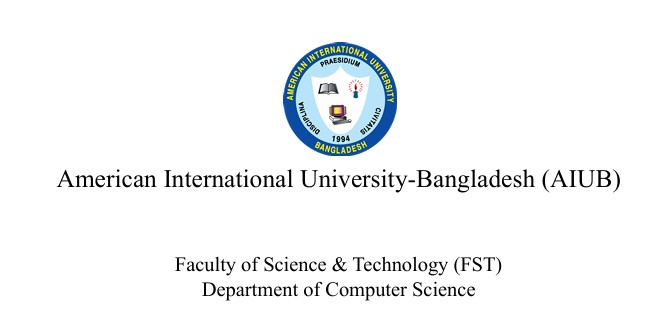 AMERICAN INTERNATIONAL UNIVERSITY
PRAESIDIUM
DISCIPLINA
CIVITATIS
1994
BANGLADESH
American International University-Bangladesh (AIUB)
Faculty of Science & Technology (FST)
Department of Computer Science